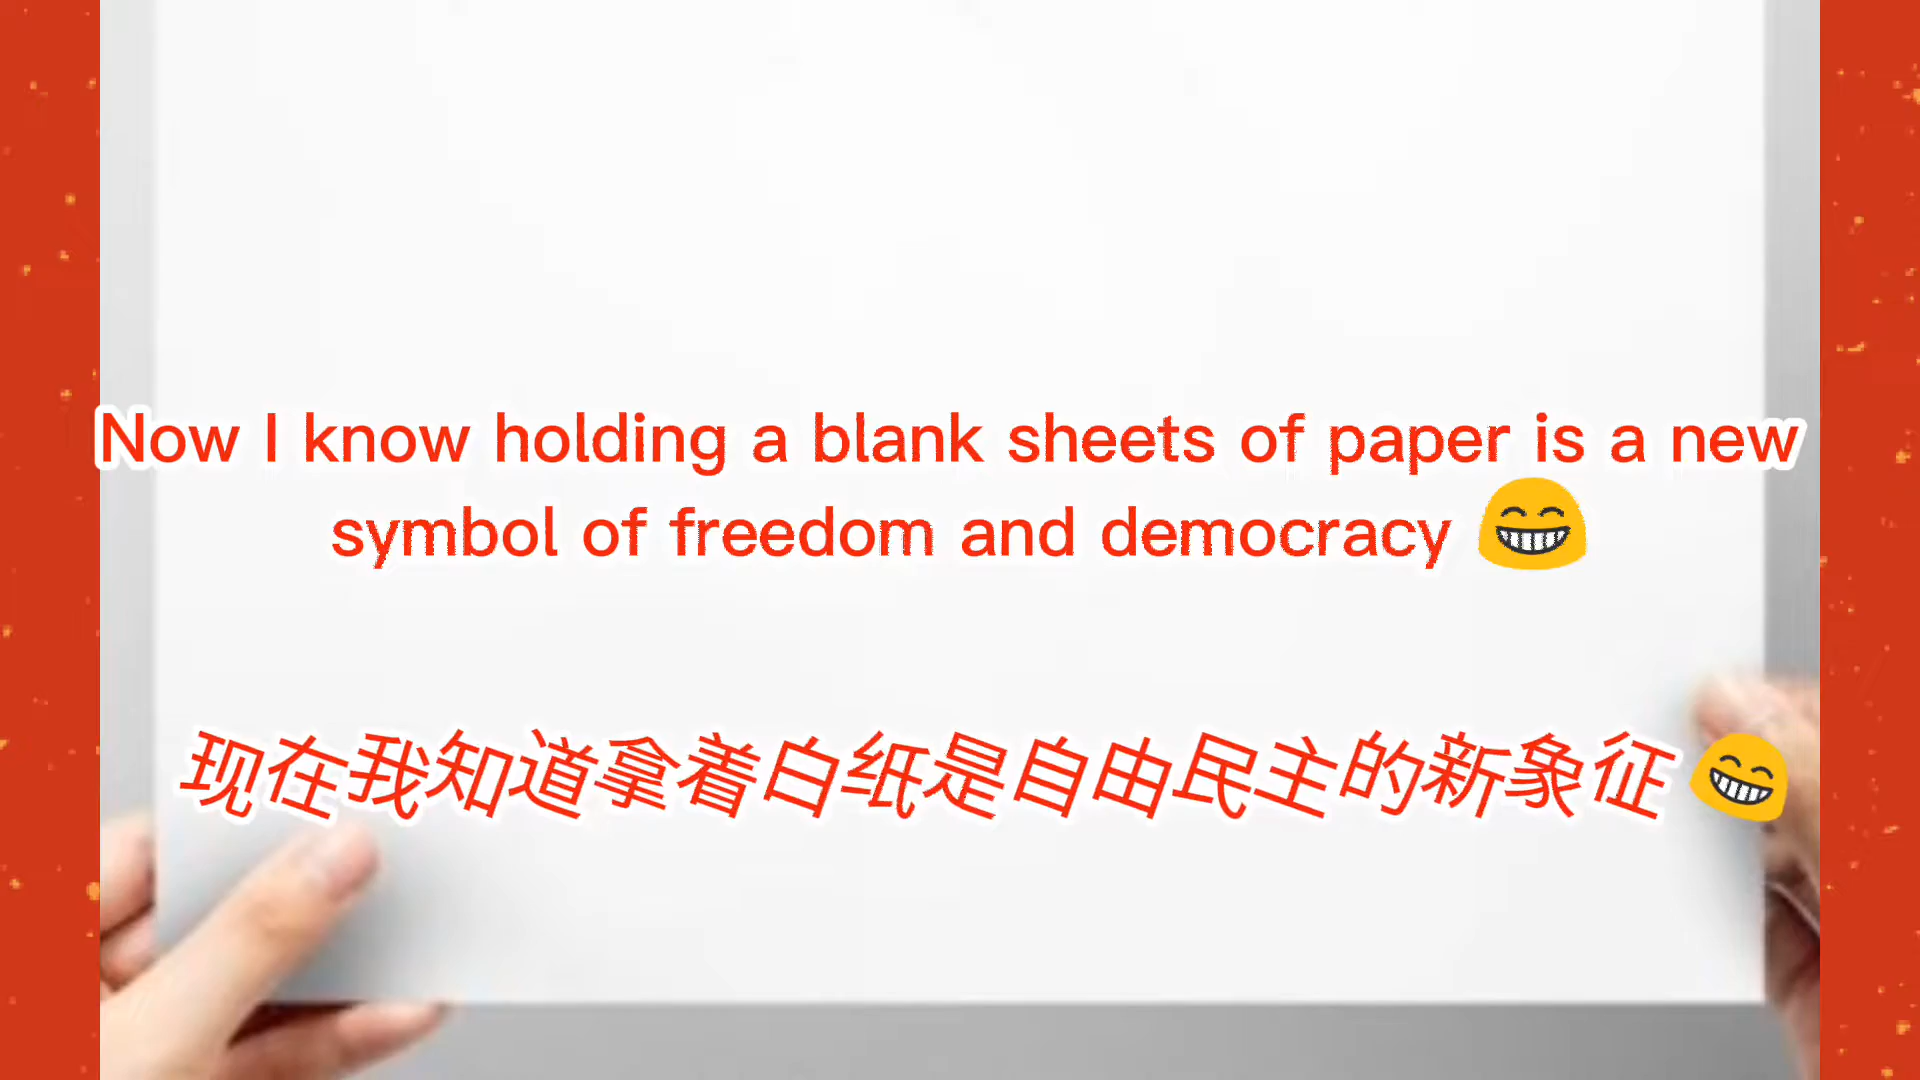 Now I know holding a blank sheets of paper is a new
symbol of freedom and democracy 😁
现在我知道拿着白纸是自由民主的新象征 😁